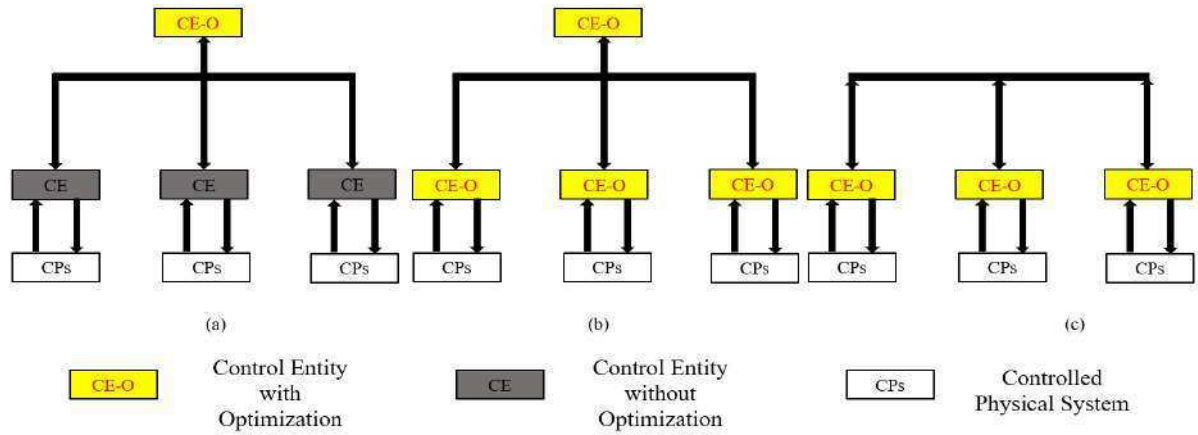 CE-O
CE-O
CE
CE
CE
CE-O
CE-O
CE-O
CE-O
CE-O
CE-O
CPs
CPs
CPs
CPs
CPs
CPs
CPs
CPs
CPs
(a)
(b)
(c)
CE-O
Control Entity
with
Optimization
CE
Control Entity
without
Optimization
CPs
Controlled
Physical System